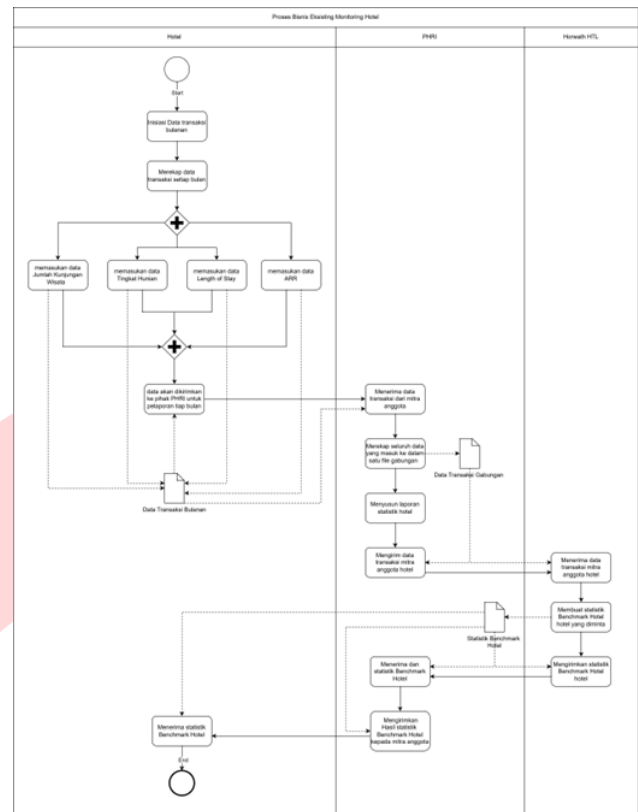 Proses Bisnis Eksisting Monitoring Hotel
Hotel
PHRI
Horwath HTL
Start
Inisiasi Data transaksi
bulanan
Merekap data
transaksi setiap bulan
memasukan data
Jumlah Kunjungan
Wisata
memasukan data
Tingkat Hunian
memasukan data
Length of Stay
memasukan data
ARR
data akan dikirimkan
ke pihak PHRI untuk
pelaporan tiap bulan
Data Transaksi Bulanan
Menerima data
transaksi dari mitra
anggota
Merekap seluruh data
yang masuk ke dalam
satu file gabungan
Data Transaksi Gabungan
Menyusun laporan
statistik hotel
Mengirim data
transaksi mitra
anggota hotel
Menerima data
transaksi mitra
anggota hotel
Membuat statistik
Benchmark Hotel
hotel yang diminta
Statistik Benchmark
Hotel
Mengirimkan statistik
Benchmark Hotel
hotel
Menerima dan
statistik Benchmark
Hotel
Mengirimkan
Hasil statistik
Benchmark Hotel
kepada mitra anggota
Menerima statistik
Benchmark Hotel
End